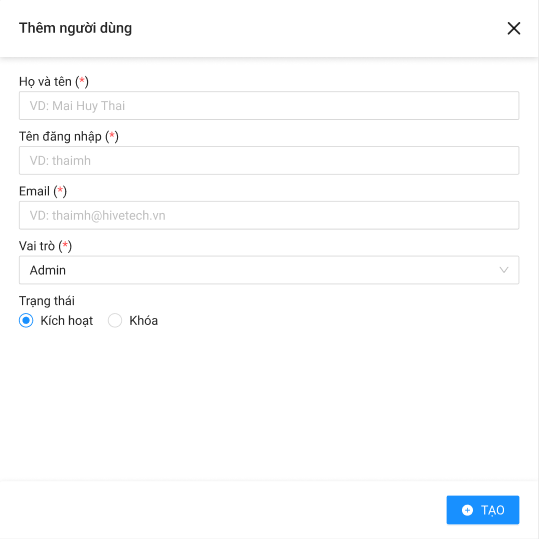 Thêm người dùng
Họ và tên (*)
VD: Mai Huy Thai
Tên đăng nhập (*)
VD: thaimh
Email (*)
VD: thaimh@hivetech.vn
Vai trò (*)
Admin
Trạng thái
Kích hoạt Khóa
TẠO